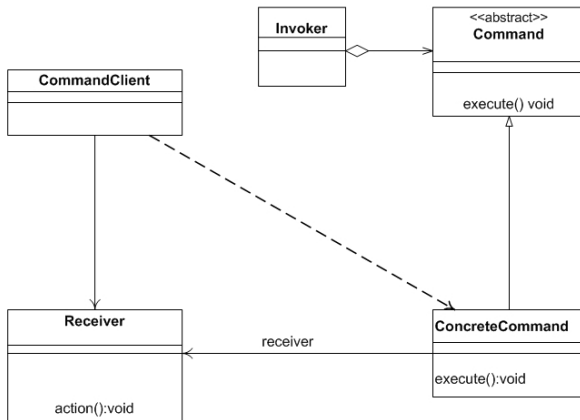 <<abstract>>
Invoker
Command
CommandClient
execute() void
Receiver
ConcreteCommand
receiver
execute():void
action():void